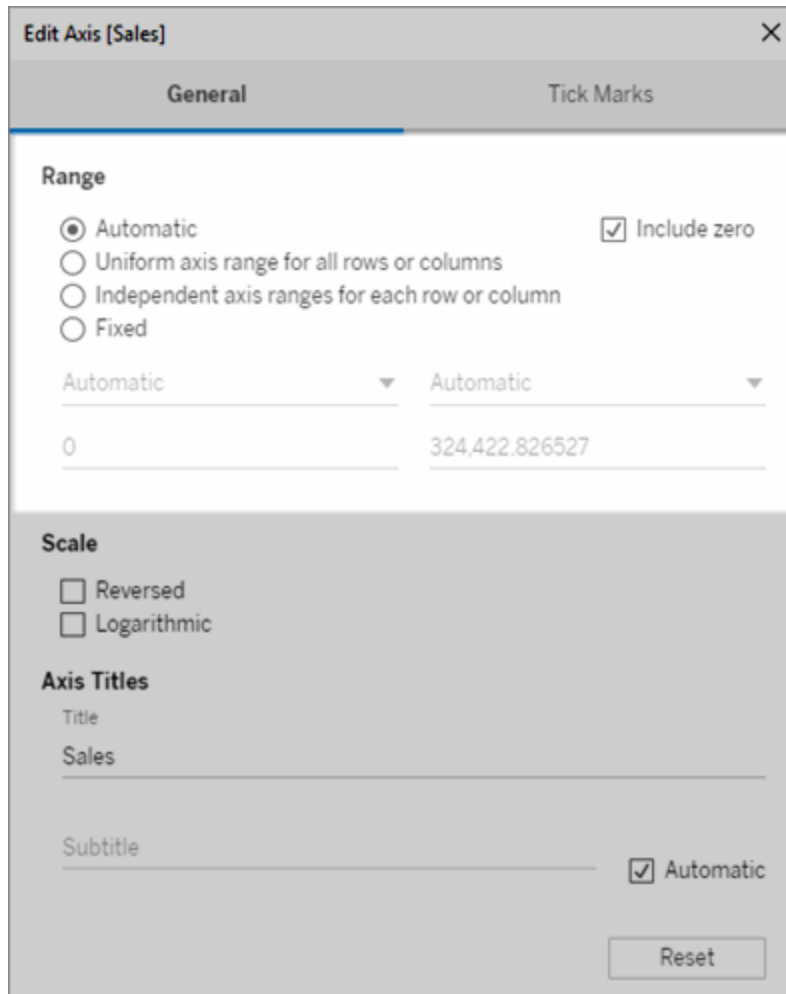 Edit Axis [Sales]
General Tick Marks
Range
Automatic Include zero
Uniform axis range for all rows or columns
Independent axis ranges for each row or column
Fixed
Automatic Automatic
0 324,422.826527
Scale
Reversed
Logarithmic
Axis Titles
Title
Sales
Subtitle Automatic
Reset